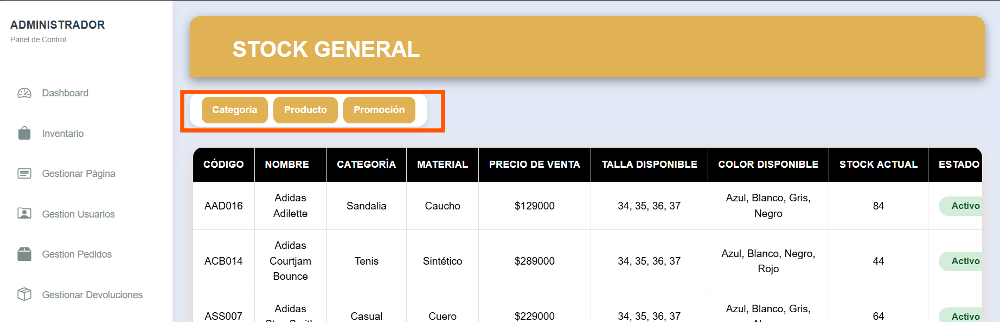 ADMINISTRADOR
Panel de Control
Dashboard
Inventario
Gestionar Página
Gestion Usuarios
Gestion Pedidos
Gestionar Devoluciones
STOCK GENERAL
Categoria Producto Promoción
CÓDIGO NOMBRE CATEGORÍA MATERIAL PRECIO DE VENTA TALLA DISPONIBLE COLOR DISPONIBLE STOCK ACTUAL ESTADO
AAD016 Adidas Adilette Sandalia Caucho $129000 34, 35, 36, 37 Azul, Blanco, Gris, Negro 84 Activo
ACB014 Adidas Courtjam Bounce Tenis Sintético $289000 34, 35, 36, 37 Azul, Blanco, Negro, Rojo 44 Activo
ASS007 Adidas Casual Cuero $229000 34, 35, 36, 37 Azul, Blanco, Gris, 64 Activo